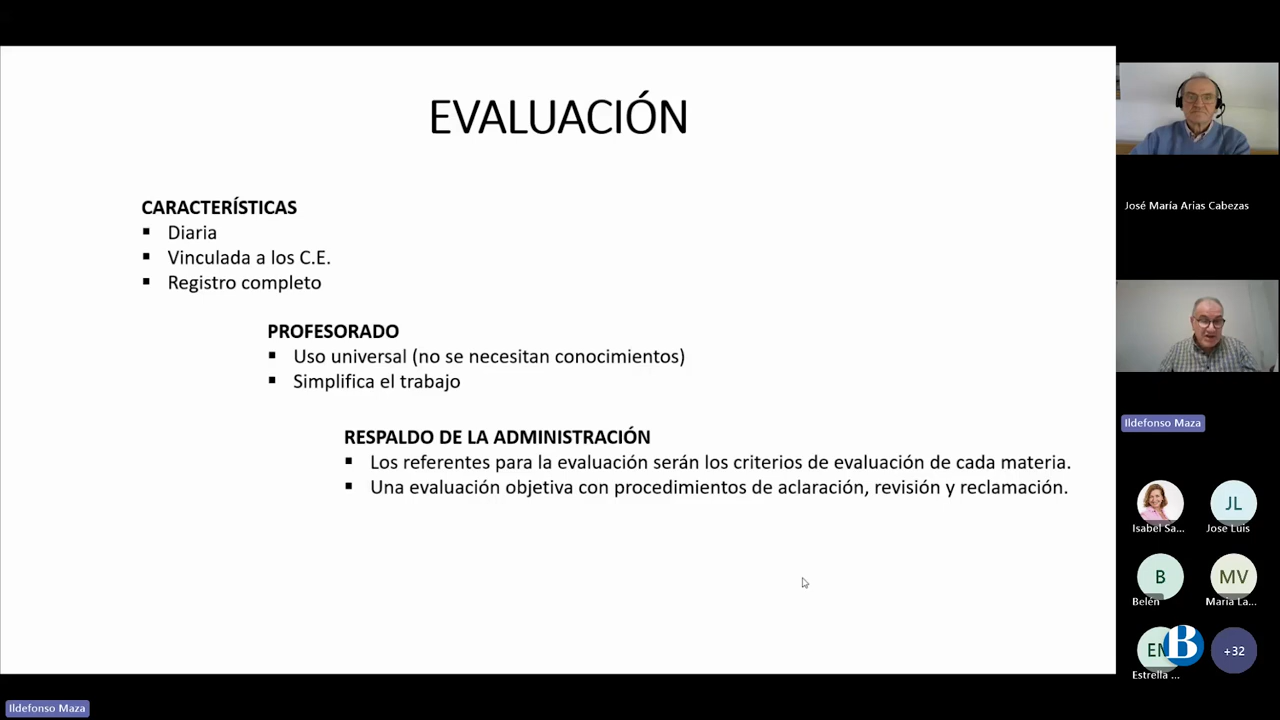 EVALUACIÓN
CARACTERÍSTICAS
▪ Diaria
▪ Vinculada a los C.E.
▪ Registro completo
PROFESORADO
▪ Uso universal (no se necesitan conocimientos)
▪ Simplifica el trabajo
RESPALDO DE LA ADMINISTRACIÓN
▪ Los referentes para la evaluación serán los criterios de evaluación de cada materia.
▪ Una evaluación objetiva con procedimientos de aclaración, revisión y reclamación.
José María Arias Cabezas
Ildefonso Maza
JL
Isabel Sa...
Jose Luis
B
MV
Belén
María La...
EM
B
+32
Estrella ...
Ildefonso Maza